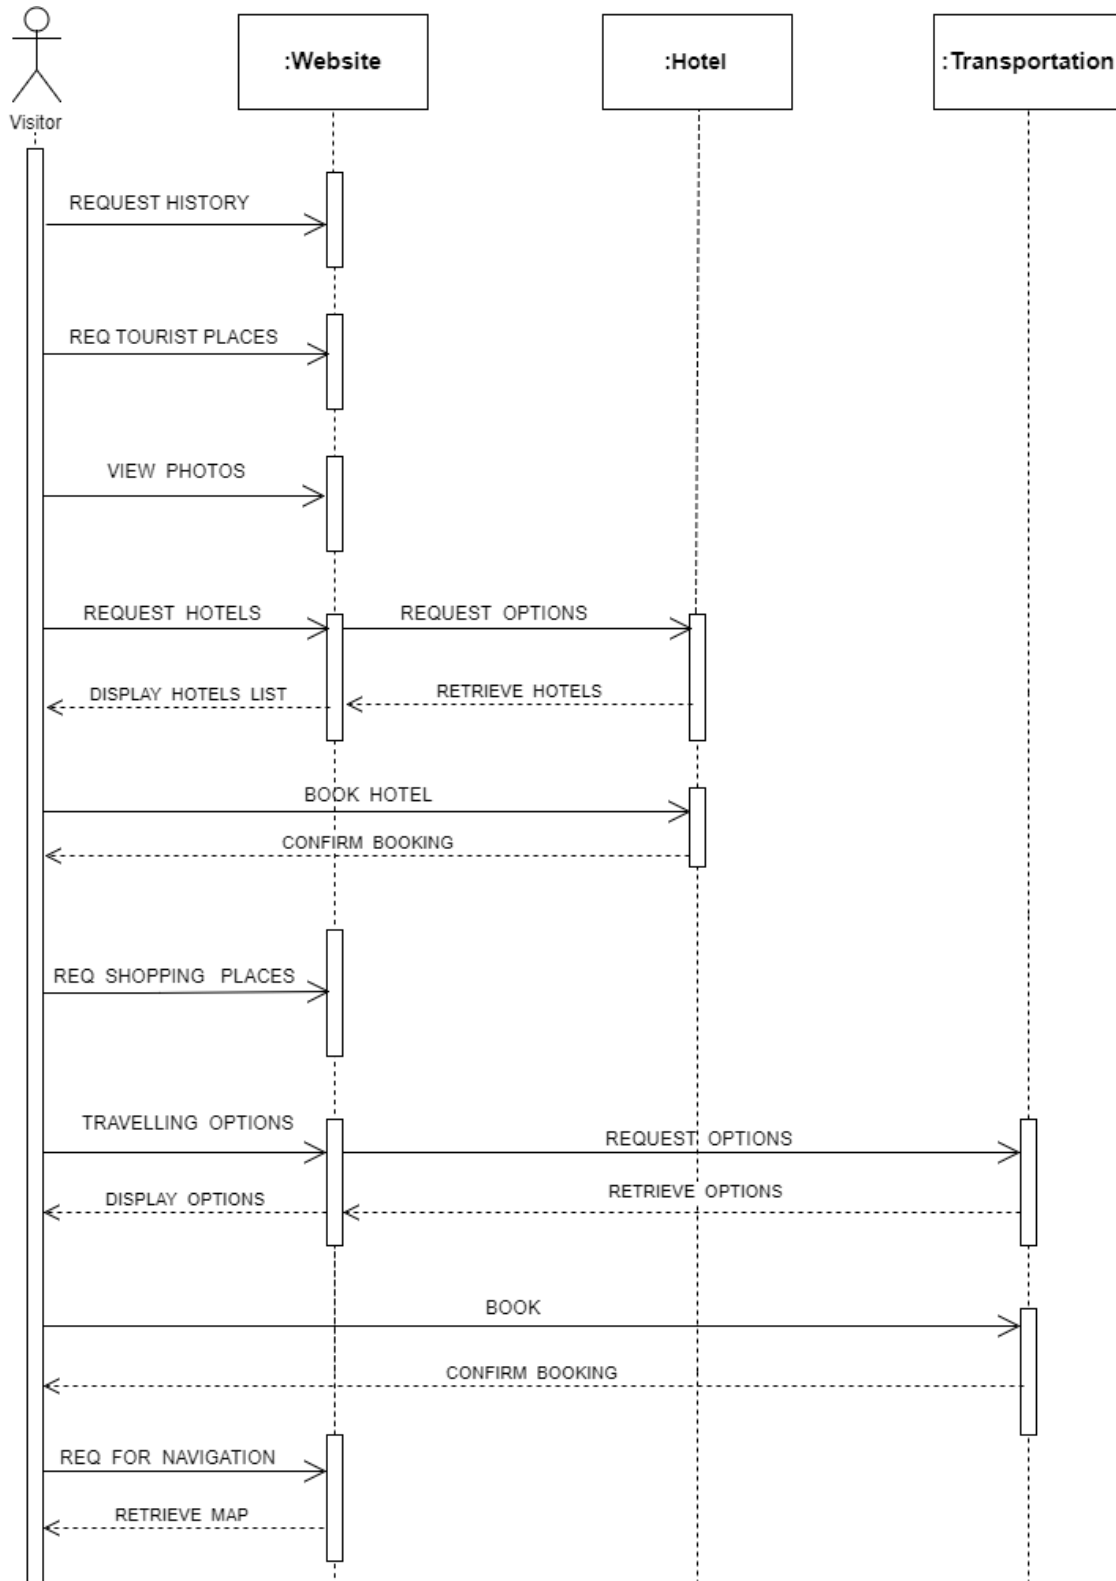 :Website
:Hotel
:Transportation
Visitor
REQUEST HISTORY
REQ TOURIST PLACES
VIEW PHOTOS
REQUEST HOTELS
REQUEST OPTIONS
DISPLAY HOTELS LIST
RETRIEVE HOTELS
BOOK HOTEL
CONFIRM BOOKING
REQ SHOPPING PLACES
TRAVELLING OPTIONS
REQUEST OPTIONS
DISPLAY OPTIONS
RETRIEVE OPTIONS
BOOK
CONFIRM BOOKING
REQ FOR NAVIGATION
RETRIEVE MAP